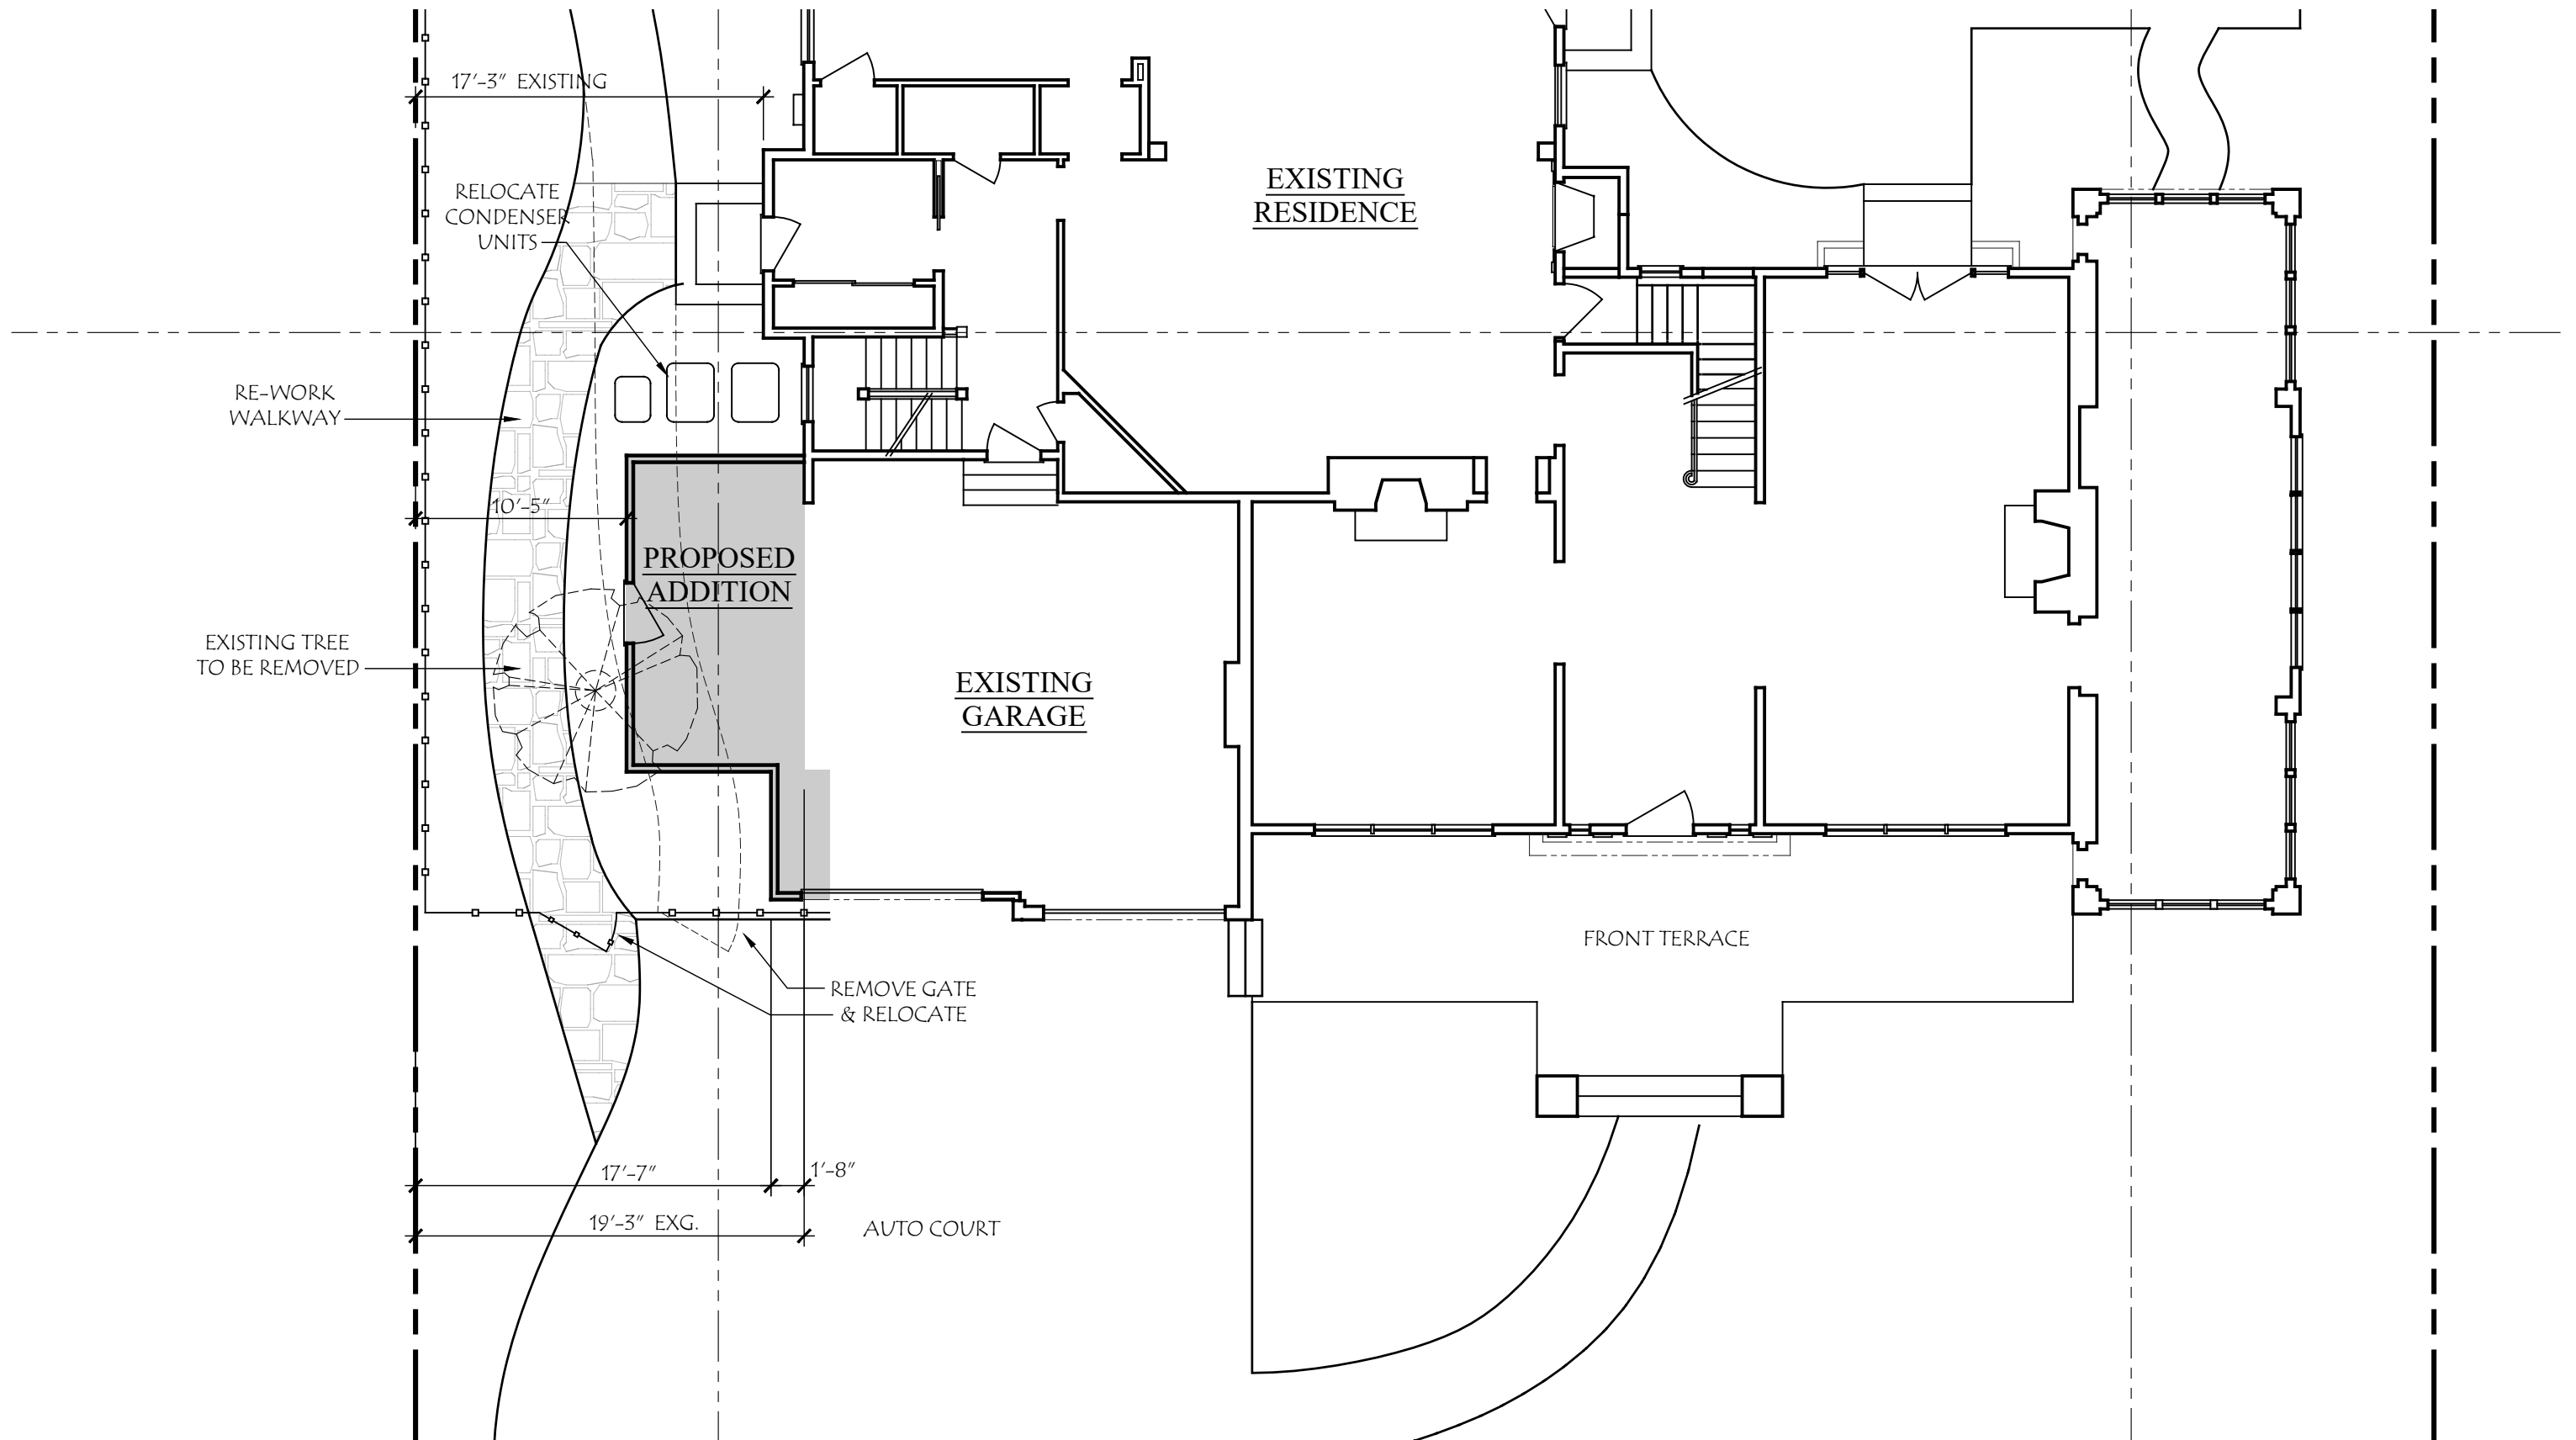 17'-3" EXISTING
RELOCATE
CONDENSER
UNITS
EXISTING
RESIDENCE
RE-WORK
WALKWAY
10'-5"
PROPOSED
ADDITION
EXISTING TREE
TO BE REMOVED
EXISTING
GARAGE
FRONT TERRACE
REMOVE GATE
& RELOCATE
17'-7"
1'-8"
19'-3" EXG.
AUTO COURT